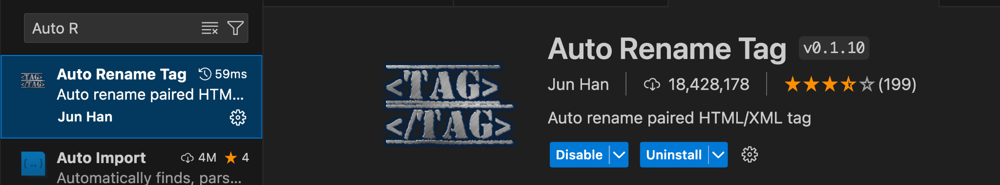 Auto R
Auto Rename Tag 59ms
Auto rename paired HTM...
Jun Han
Auto Import 4M 4
Automatically finds, pars...
<TAG>
</TAG>
Auto Rename Tag v0.1.10
Jun Han 18,428,178 (199)
Auto rename paired HTML/XML tag
Disable Uninstall